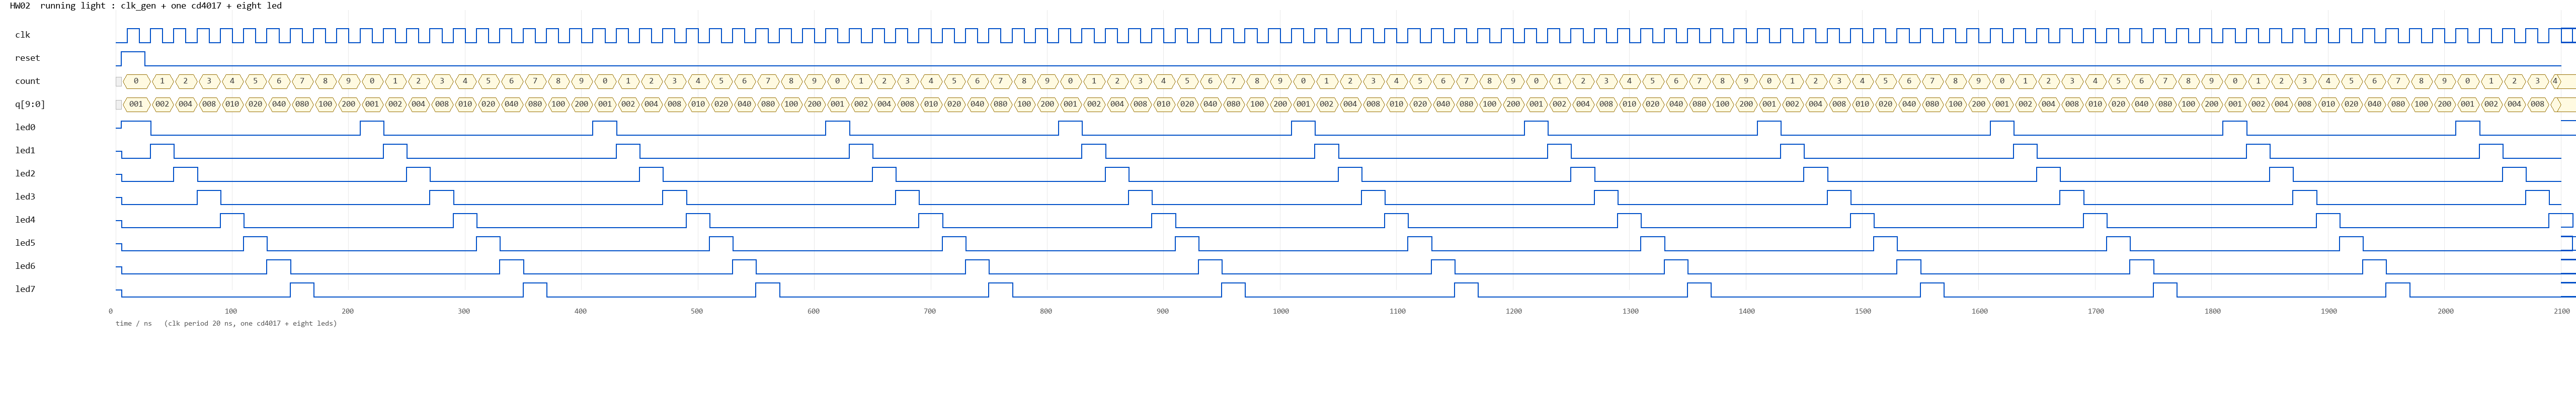 HW02 running light : clk_gen + one cd4017 + eight led
clk
reset
count 0 1 2 3 4 5 6 7 8 9 0 1 2 3 4 5 6 7 8 9 0 1 2 3 4 5 6 7 8 9 0 1 2 3 4 5 6 7 8 9 0 1 2 3 4 5 6 7 8 9 0 1 2 3 4 5 6 7 8 9 0 1 2 3 4 5 6 7 8 9 0 1 2 3 4 5 6 7 8 9 0 1 2 3 4 5 6 7 8 9 0 1 2 3 4 5 6 7 8 9 0 1 2 3 4
q[9:0] 001 002 004 008 010 020 040 080 100 200 001 002 004 008 010 020 040 080 100 200 001 002 004 008 010 020 040 080 100 200 001 002 004 008 010 020 040 080 100 200 001 002 004 008 010 020 040 080 100 200 001 002 004 008 010 020 040 080 100 200 001 002 004 008 010 020 040 080 100 200 001 002 004 008 010 020 040 080 100 200 001 002 004 008 010 020 040 080 100 200 001 002 004 008 010 020 040 080 100 200 001 002 004 008
led0
led1
led2
led3
led4
led5
led6
led7
0 100 200 300 400 500 600 700 800 900 1000 1100 1200 1300 1400 1500 1600 1700 1800 1900 2000 2100
time / ns (clk period 20 ns, one cd4017 + eight leds)